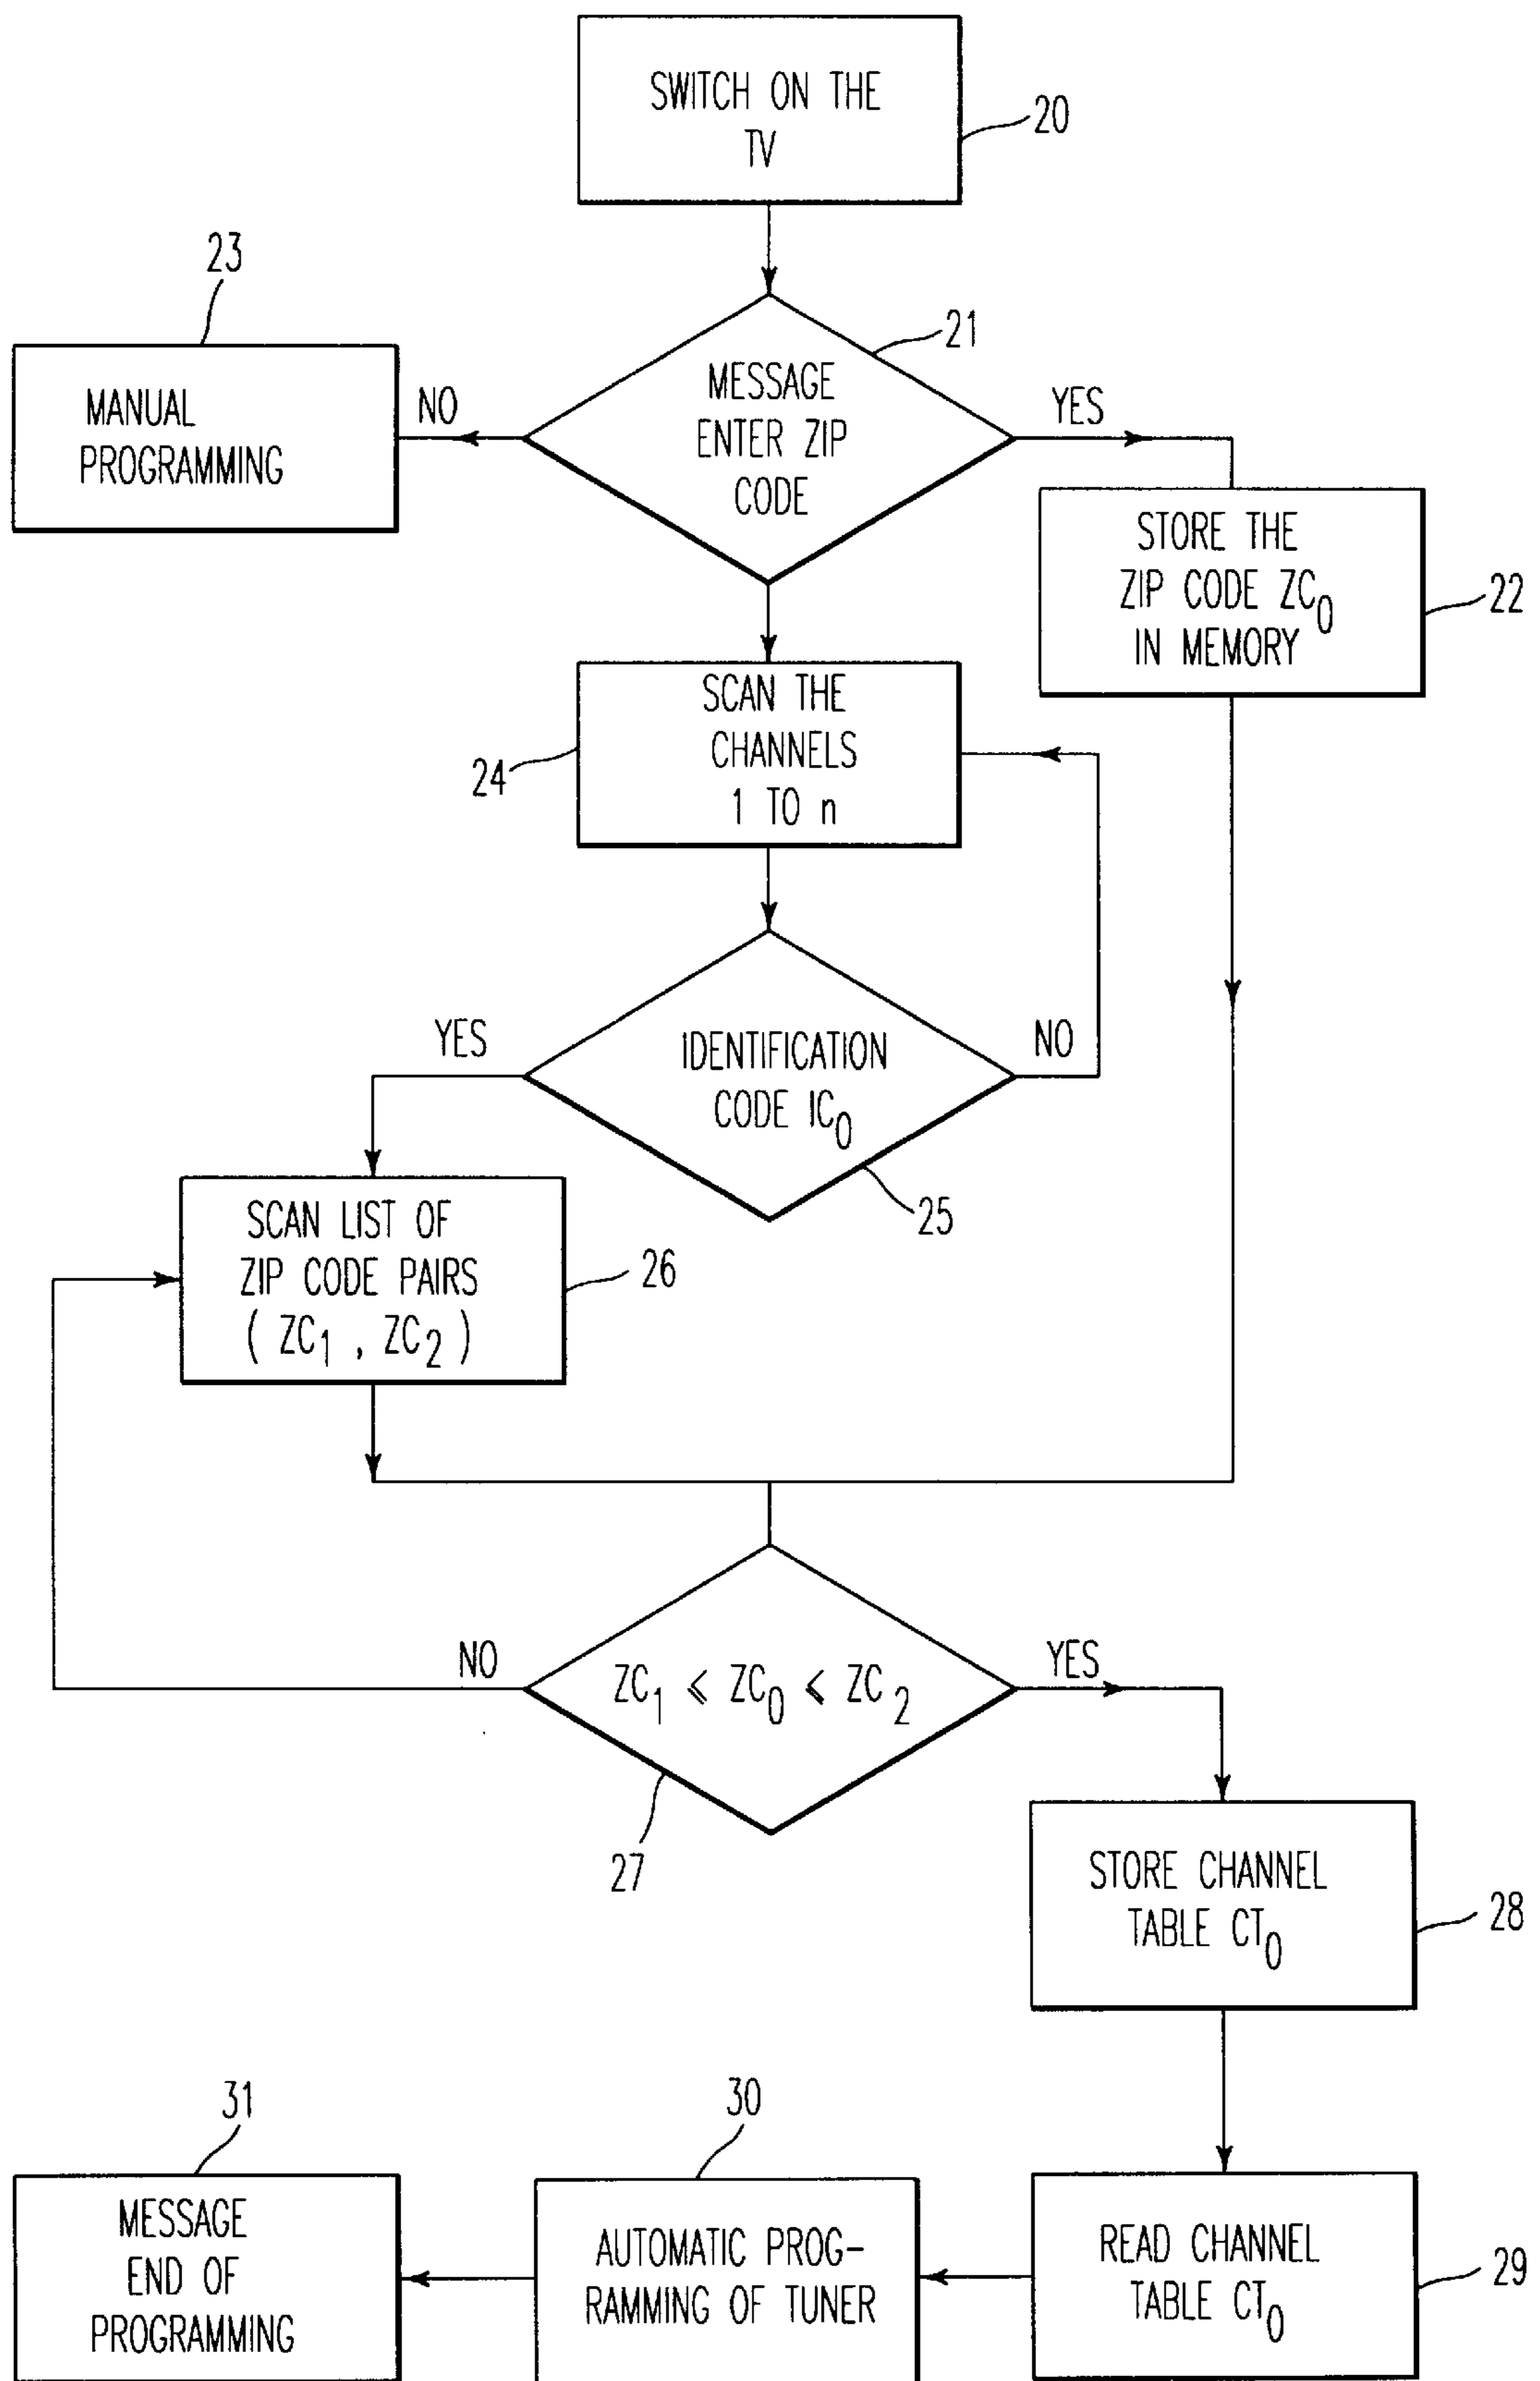 SWITCH ON THE
TV
20
23
21
MESSAGE
ENTER ZIP
CODE
NO
YES
MANUAL
PROGRAMMING
STORE THE
ZIP CODE ZC0
IN MEMORY
22
SCAN THE
CHANNELS
1 TO n
24
YES
NO
IDENTIFICATION
CODE IC0
25
SCAN LIST OF
ZIP CODE PAIRS
( ZC1 , ZC2 )
26
NO
YES
ZC1 ≤ ZC0 ≤ ZC2
27
STORE CHANNEL
TABLE CT0
28
31
30
MESSAGE
END OF
PROGRAMMING
AUTOMATIC PROG-
RAMMING OF TUNER
READ CHANNEL
TABLE CT0
29